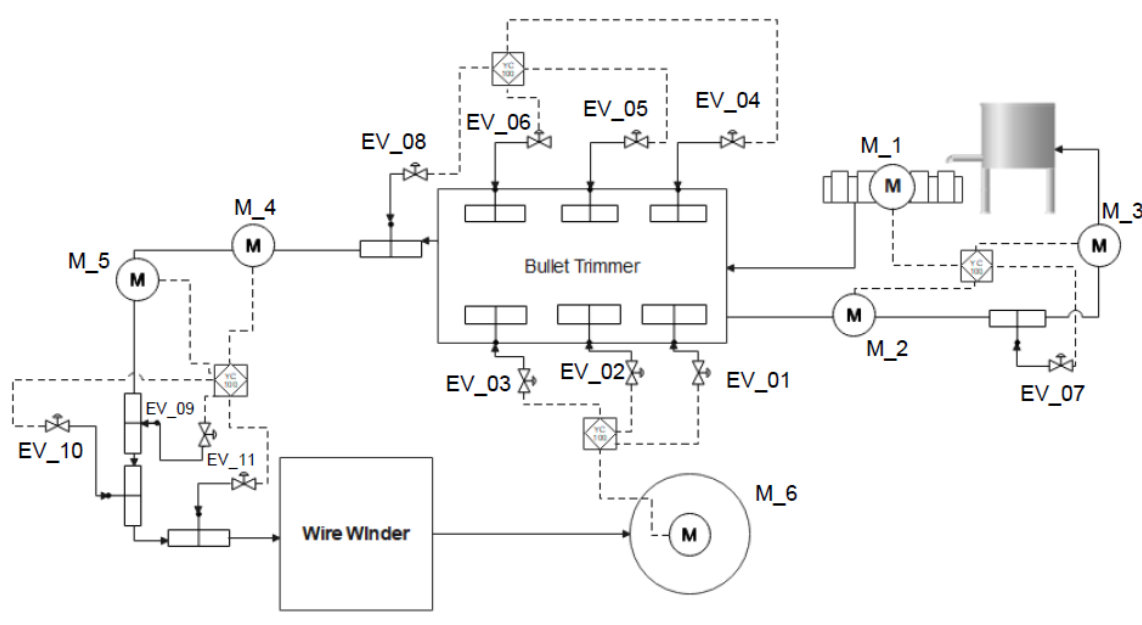 YC
100
EV_06
EV_05
EV_04
EV_08
M_1
M
M_4
M
M_3
M
M_5
M
Bullet Trimmer
YC
100
M
M_2
EV_03
EV_02
EV_01
EV_07
YC
100
EV_09
EV_10
EV_11
YC
100
Wire WInder
M_6
M